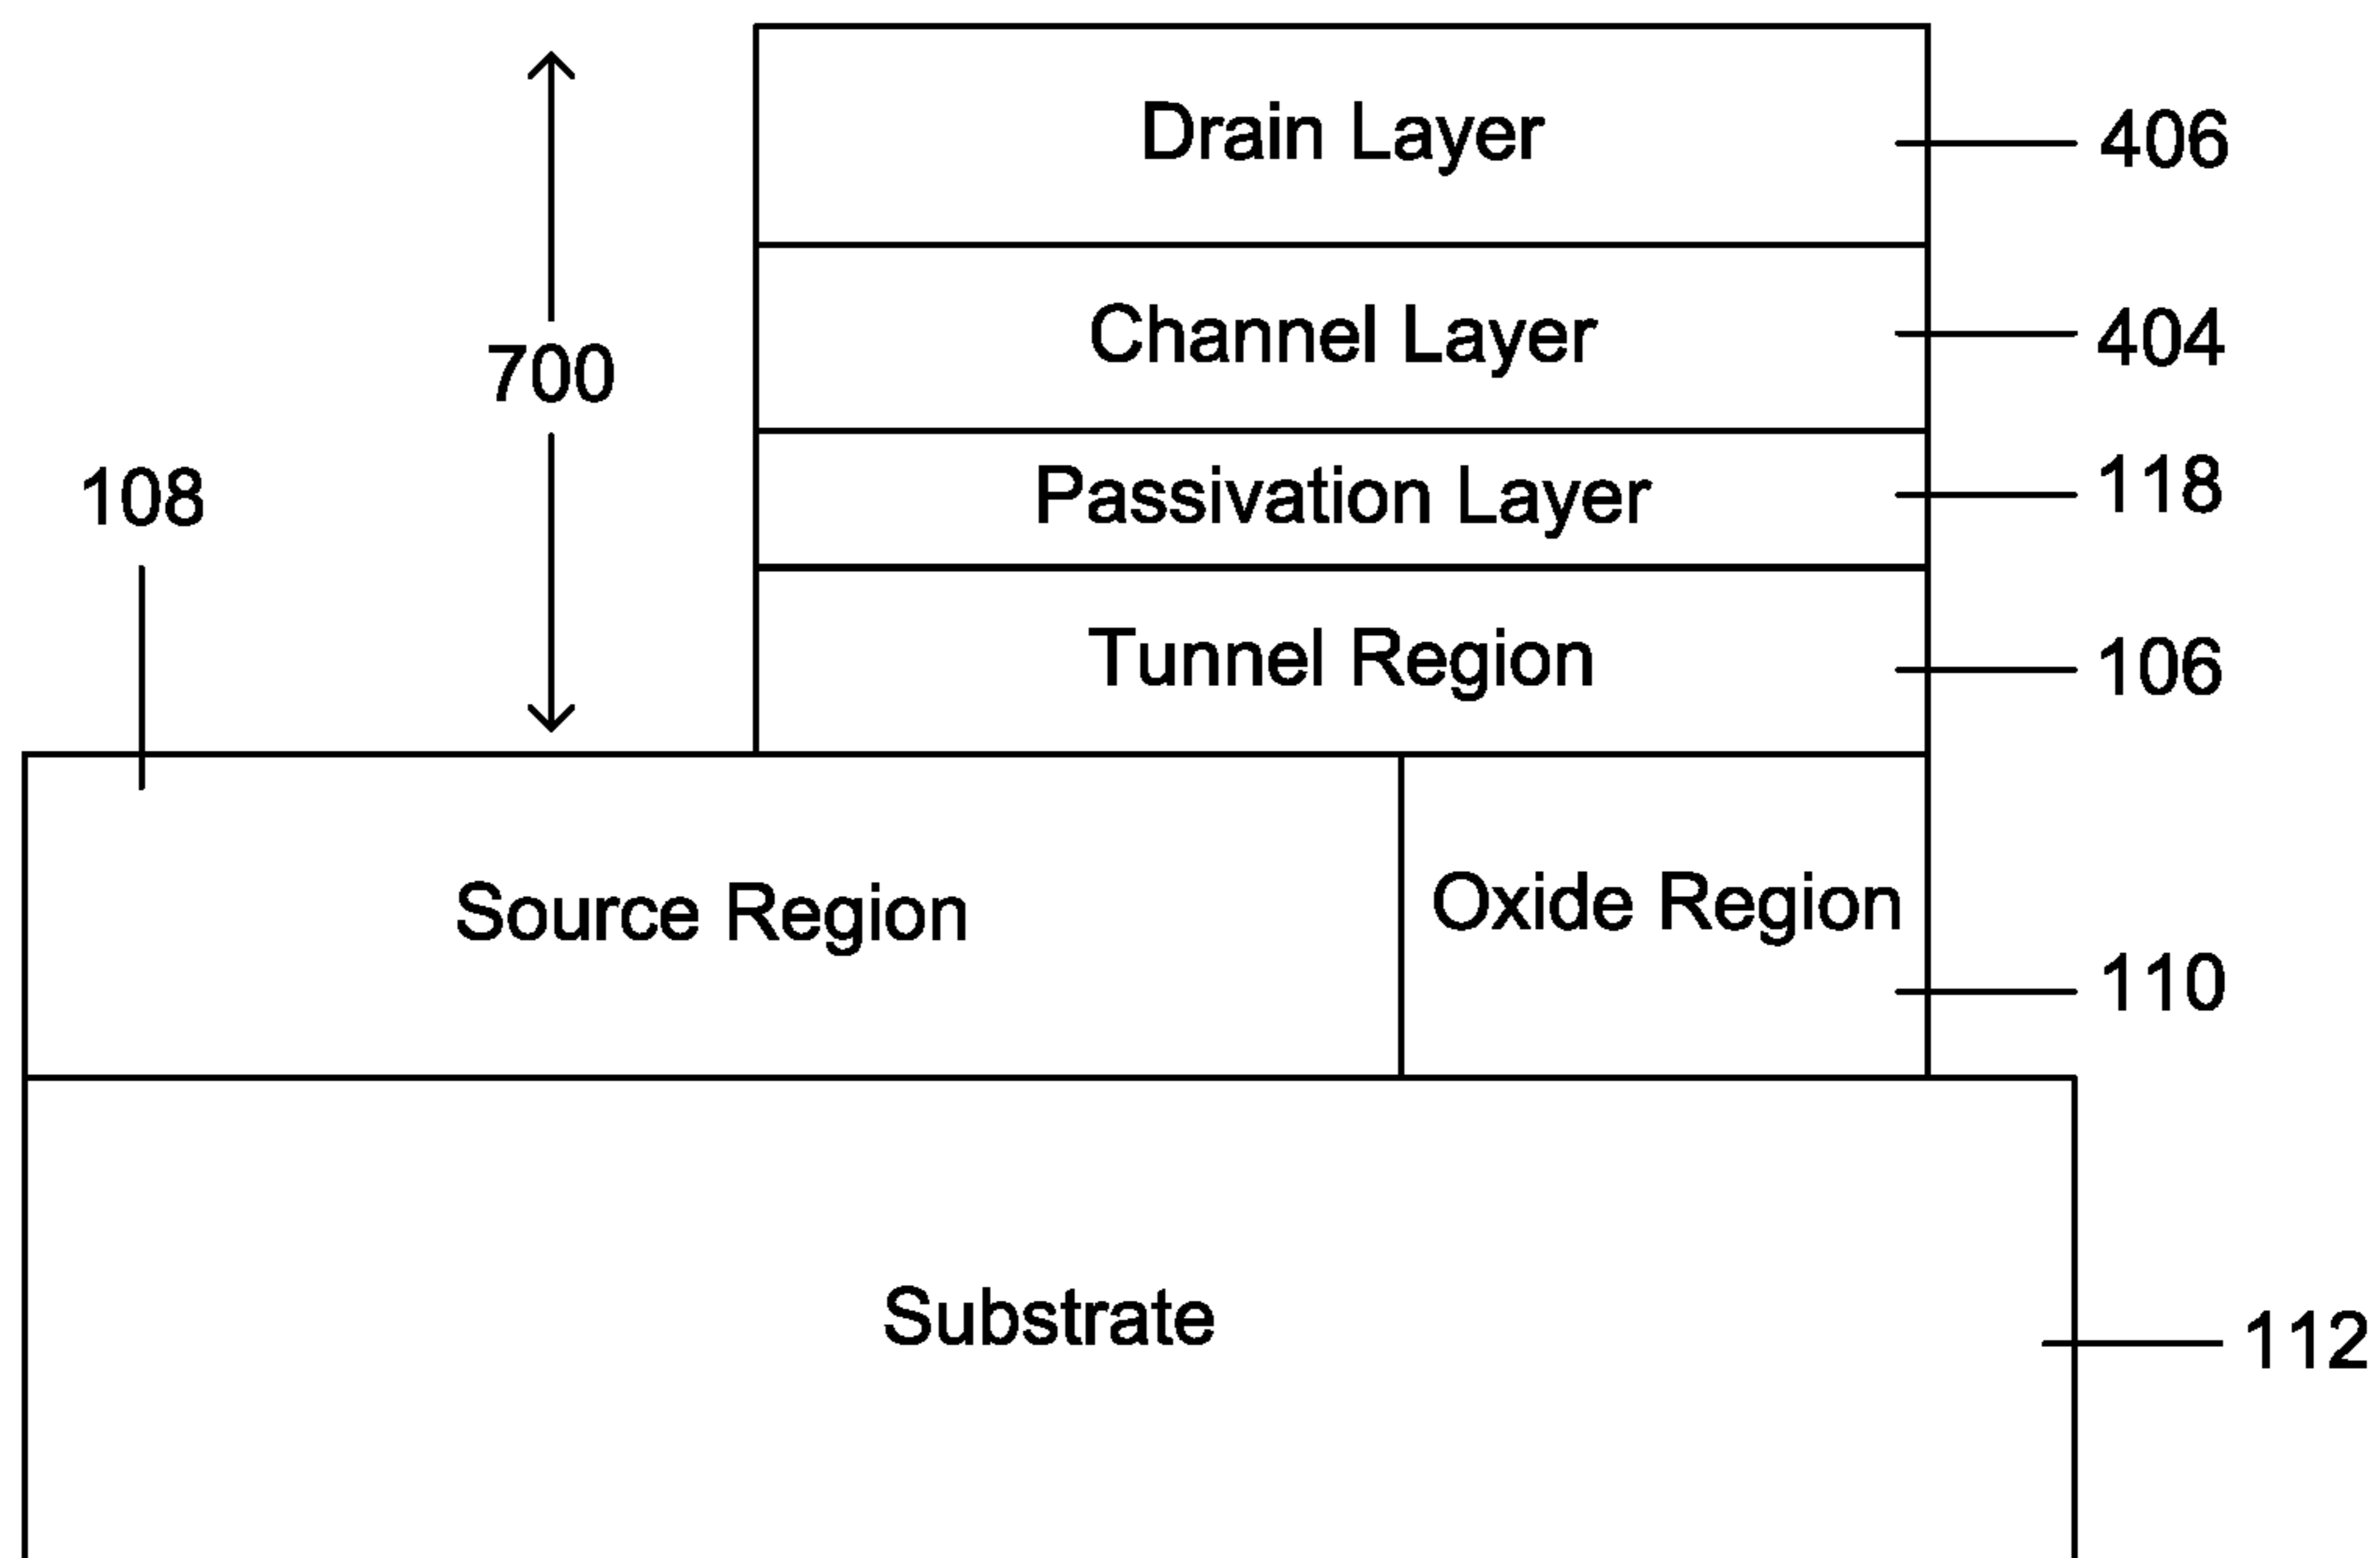 Drain Layer
406
Channel Layer
404
700
Passivation Layer
118
108
Tunnel Region
106
Source Region
Oxide Region
110
Substrate
112